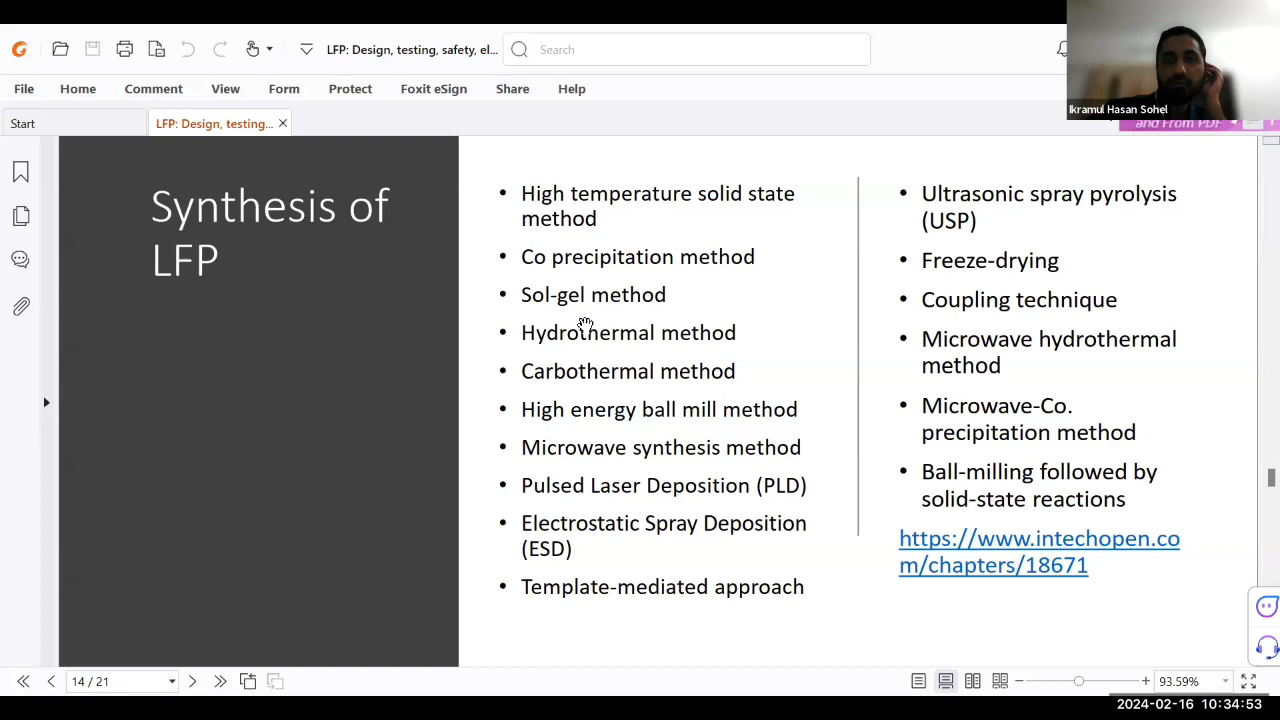 LFP: Design, testing, safety, el...
Search
File Home Comment View Form Protect Foxit eSign Share Help
Ikramul Hasan Sohel
Start
LFP: Design, testing...
and From PDF
Synthesis of
LFP
• High temperature solid state
method
• Co precipitation method
• Sol-gel method
• Hydrothermal method
• Carbothermal method
• High energy ball mill method
• Microwave synthesis method
• Pulsed Laser Deposition (PLD)
• Electrostatic Spray Deposition
(ESD)
• Template-mediated approach
• Ultrasonic spray pyrolysis
(USP)
• Freeze-drying
• Coupling technique
• Microwave hydrothermal
method
• Microwave-Co.
precipitation method
• Ball-milling followed by
solid-state reactions
https://www.intechopen.co
m/chapters/18671
14 / 21
93.59%
2024-02-16 10:34:53